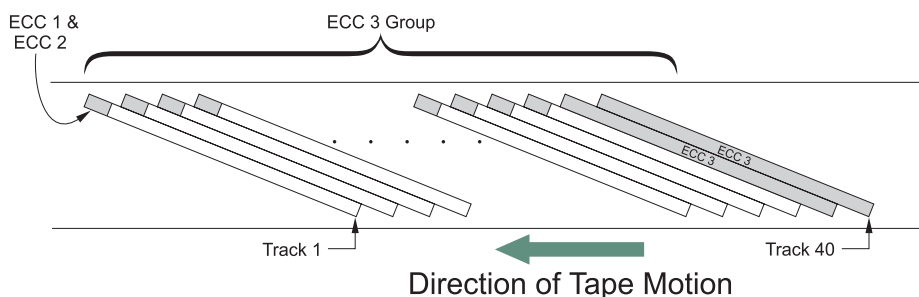 ECC 1 &
ECC 2
ECC 3 Group
ECC 3
ECC 3
Track 1
Track 40
Direction of Tape Motion